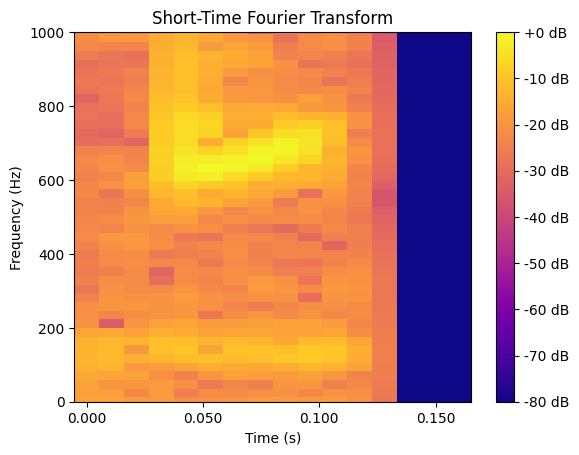 Short-Time Fourier Transform
1000
800
600
400
200
0
Frequency (Hz)
0.000
0.050
0.100
0.150
Time (s)
+0 dB
-10 dB
-20 dB
-30 dB
-40 dB
-50 dB
-60 dB
-70 dB
-80 dB